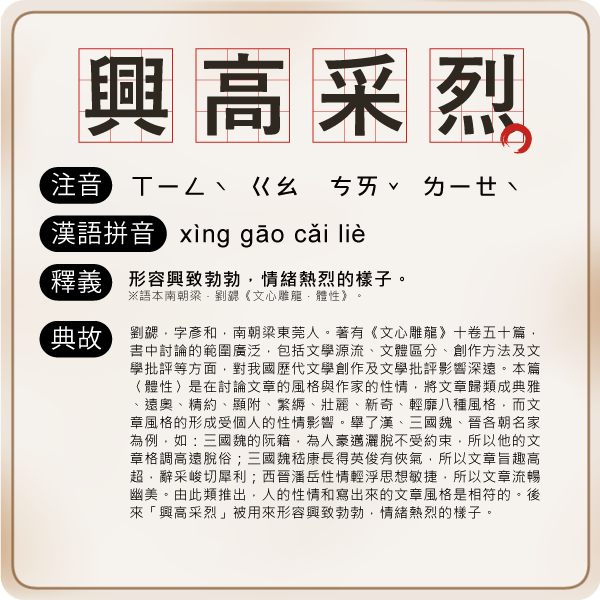 興高采烈
注音 ㄒㄧㄥˋ ㄍㄠ ㄘㄞˇ ㄌㄧㄝˋ
漢語拼音 xìng gāo cǎi liè
釋義 形容興致勃勃，情緒熱烈的樣子。
※語本南朝梁．劉勰《文心雕龍．體性》。
典故 劉勰，字彥和，南朝梁東莞人。著有《文心雕龍》十卷五十篇，
書中討論的範圍廣泛，包括文學源流、文體區分、創作方法及文
學批評等方面，對我國歷代文學創作及文學批評影響深遠。本篇
〈體性〉是在討論文章的風格與作家的性情，將文章歸類成典雅
、遠奧、精約、顯附、繁縟、壯麗、新奇、輕靡八種風格，而文
章風格的形成受個人的性情影響。舉了漢、三國魏、晉各朝名家
為例，如：三國魏的阮籍，為人豪邁灑脫不受約束，所以他的文
章格調高遠脫俗；三國魏嵇康長得英俊有俠氣，所以文章旨趣高
超，辭采峻切犀利；西晉潘岳性情輕浮思想敏捷，所以文章流暢
幽美。由此類推出，人的性情和寫出來的文章風格是相符的。後
來「興高采烈」被用來形容興致勃勃，情緒熱烈的樣子。